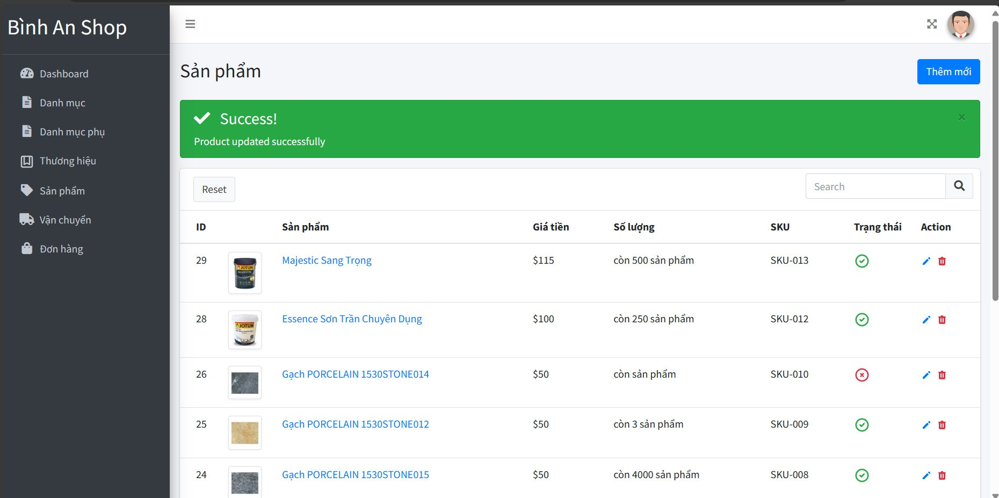 Bình An Shop
Dashboard
Danh mục
Danh mục phụ
Thương hiệu
Sản phẩm
Vận chuyển
Đơn hàng
Sản phẩm
Thêm mới
Success!
×
Product updated successfully
Reset
Search
ID Sản phẩm Giá tiền Số lượng SKU Trạng thái Action
29 JOTUN MAJESTIC Majestic Sang Trọng $115 còn 500 sản phẩm SKU-013
28 JOTUN Essence Sơn Trần Chuyên Dụng $100 còn 250 sản phẩm SKU-012
26 Gạch PORCELAIN 1530STONE014 $50 còn sản phẩm SKU-010
25 Gạch PORCELAIN 1530STONE012 $50 còn 3 sản phẩm SKU-009
24 Gạch PORCELAIN 1530STONE015 $50 còn 4000 sản phẩm SKU-008